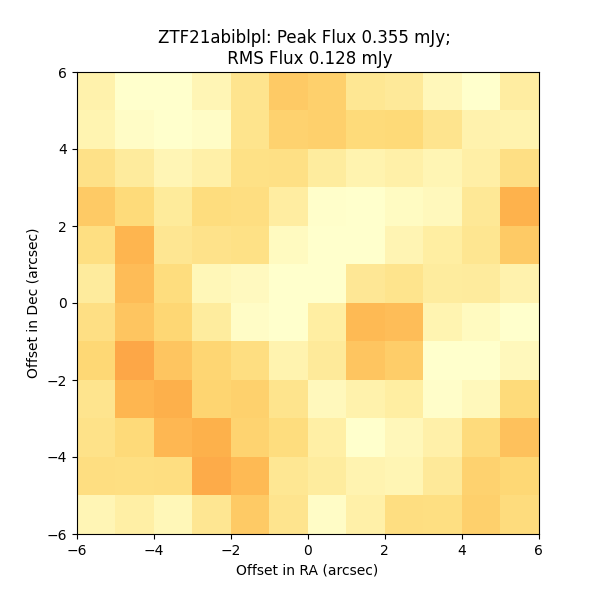 ZTF21abiblpl: Peak Flux 0.355 mJy;
RMS Flux 0.128 mJy
6
4
2
0
−2
−4
−6
Offset in Dec (arcsec)
−6 −4 −2 0 2 4 6
Offset in RA (arcsec)